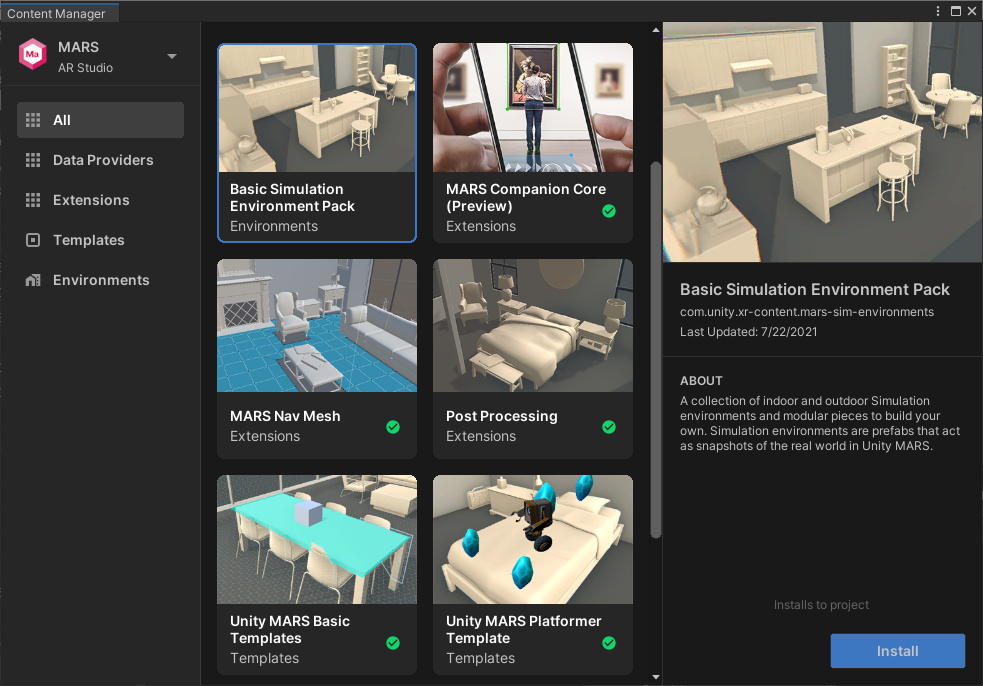 Content Manager
Ma
MARS
AR Studio
All
Data Providers
Extensions
Templates
Environments
Basic Simulation
Environment Pack
Environments
MARS Companion Core
(Preview)
Extensions
MARS Nav Mesh
Extensions
Post Processing
Extensions
Unity MARS Basic
Templates
Templates
Unity MARS Platformer
Template
Templates
Basic Simulation Environment Pack
com.unity.xr-content.mars-sim-environments
Last Updated: 7/22/2021
ABOUT
A collection of indoor and outdoor Simulation
environments and modular pieces to build your
own. Simulation environments are prefabs that act
as snapshots of the real world in Unity MARS.
Installs to project
Install